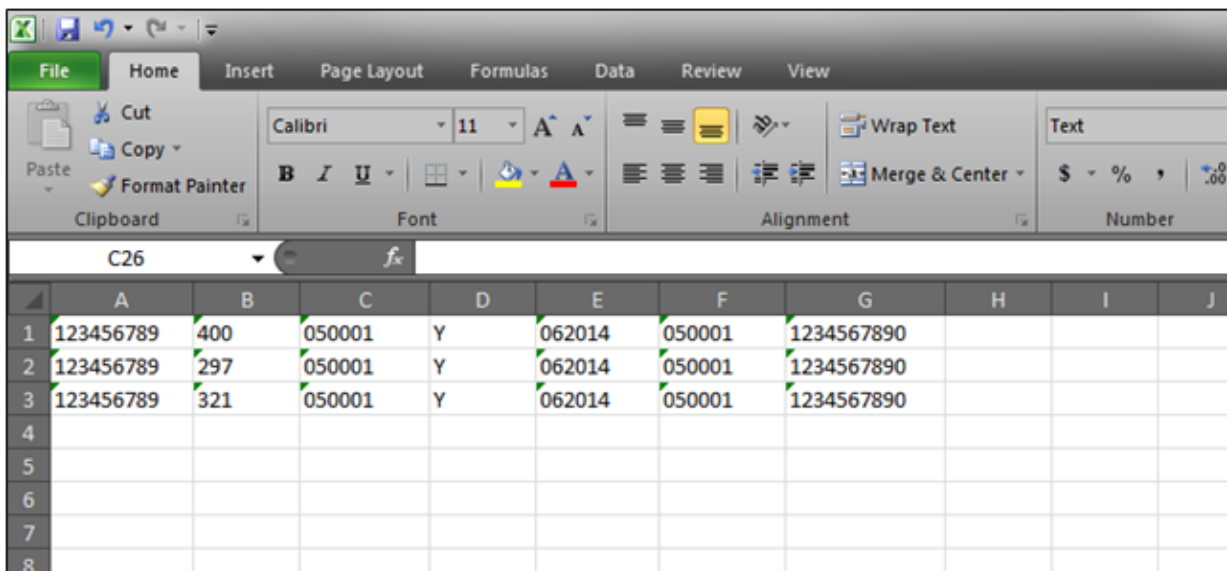 File Home Insert Page Layout Formulas Data Review View
Cut
Calibri 11 A A Wrap Text Text
Copy
Paste
Format Painter B I U A Merge & Center $ % , .00
Clipboard Font Alignment Number
C26 fx
A B C D E F G H I J
1 123456789 400 050001 Y 062014 050001 1234567890
2 123456789 297 050001 Y 062014 050001 1234567890
3 123456789 321 050001 Y 062014 050001 1234567890
4
5
6
7
8